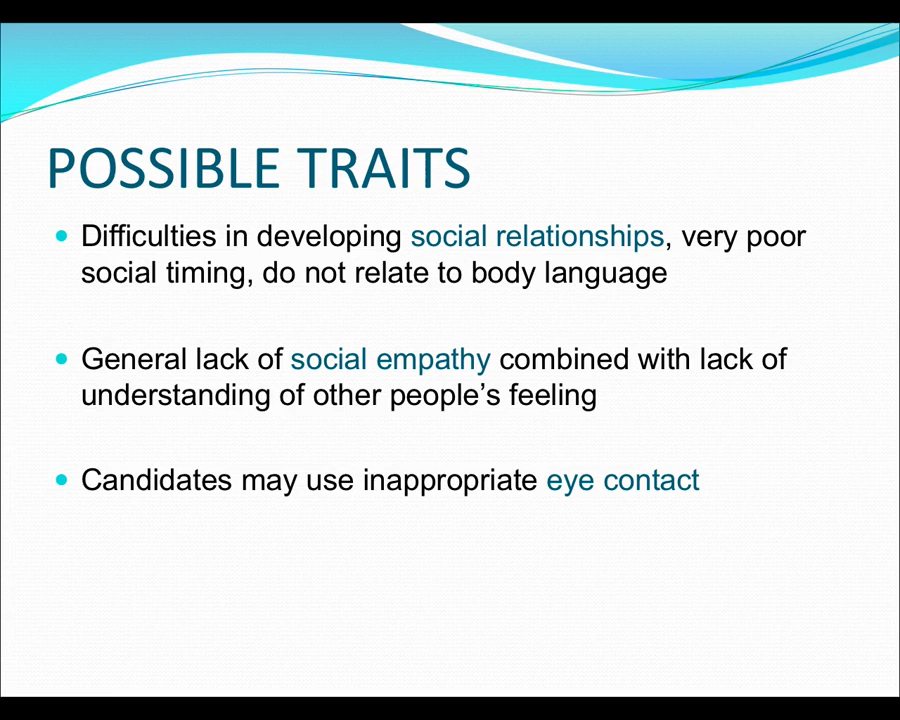 POSSIBLE TRAITS
• Difficulties in developing social relationships, very poor
social timing, do not relate to body language
• General lack of social empathy combined with lack of
understanding of other people’s feeling
• Candidates may use inappropriate eye contact